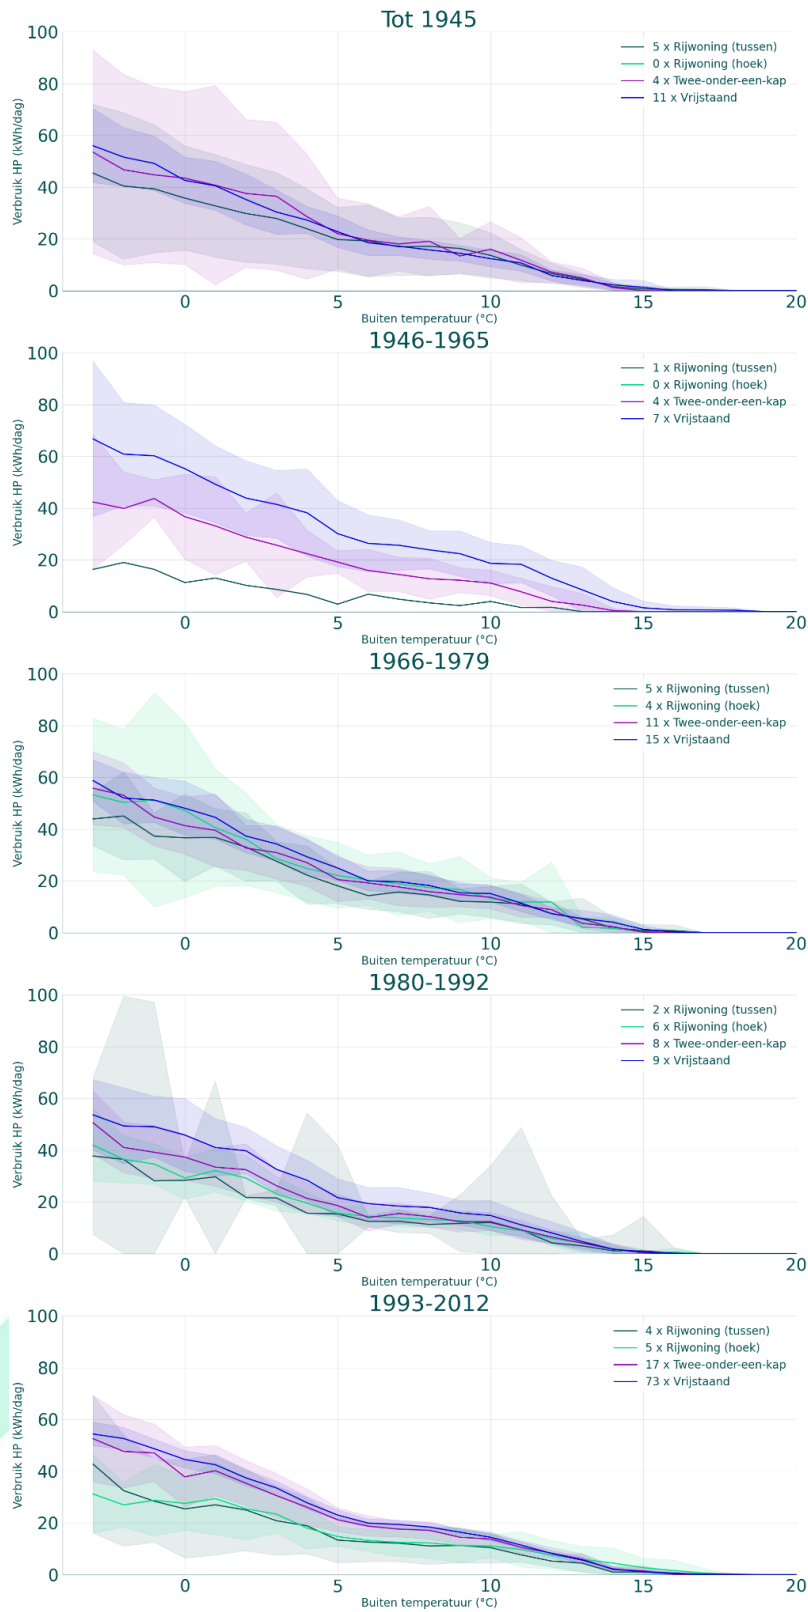 Tot 1945
100
80
60
40
20
0
Verbruik HP (kWh/dag)
5 x Rijwoning (tussen)
0 x Rijwoning (hoek)
4 x Twee-onder-een-kap
11 x Vrijstaand
0
5
10
15
20
Buiten temperatuur (°C)
1946-1965
100
80
60
40
20
0
Verbruik HP (kWh/dag)
1 x Rijwoning (tussen)
0 x Rijwoning (hoek)
4 x Twee-onder-een-kap
7 x Vrijstaand
0
5
10
15
20
Buiten temperatuur (°C)
1966-1979
100
80
60
40
20
0
Verbruik HP (kWh/dag)
5 x Rijwoning (tussen)
4 x Rijwoning (hoek)
11 x Twee-onder-een-kap
15 x Vrijstaand
0
5
10
15
20
Buiten temperatuur (°C)
1980-1992
100
80
60
40
20
0
Verbruik HP (kWh/dag)
2 x Rijwoning (tussen)
6 x Rijwoning (hoek)
8 x Twee-onder-een-kap
9 x Vrijstaand
0
5
10
15
20
Buiten temperatuur (°C)
1993-2012
100
80
60
40
20
0
Verbruik HP (kWh/dag)
4 x Rijwoning (tussen)
5 x Rijwoning (hoek)
17 x Twee-onder-een-kap
73 x Vrijstaand
0
5
10
15
20
Buiten temperatuur (°C)